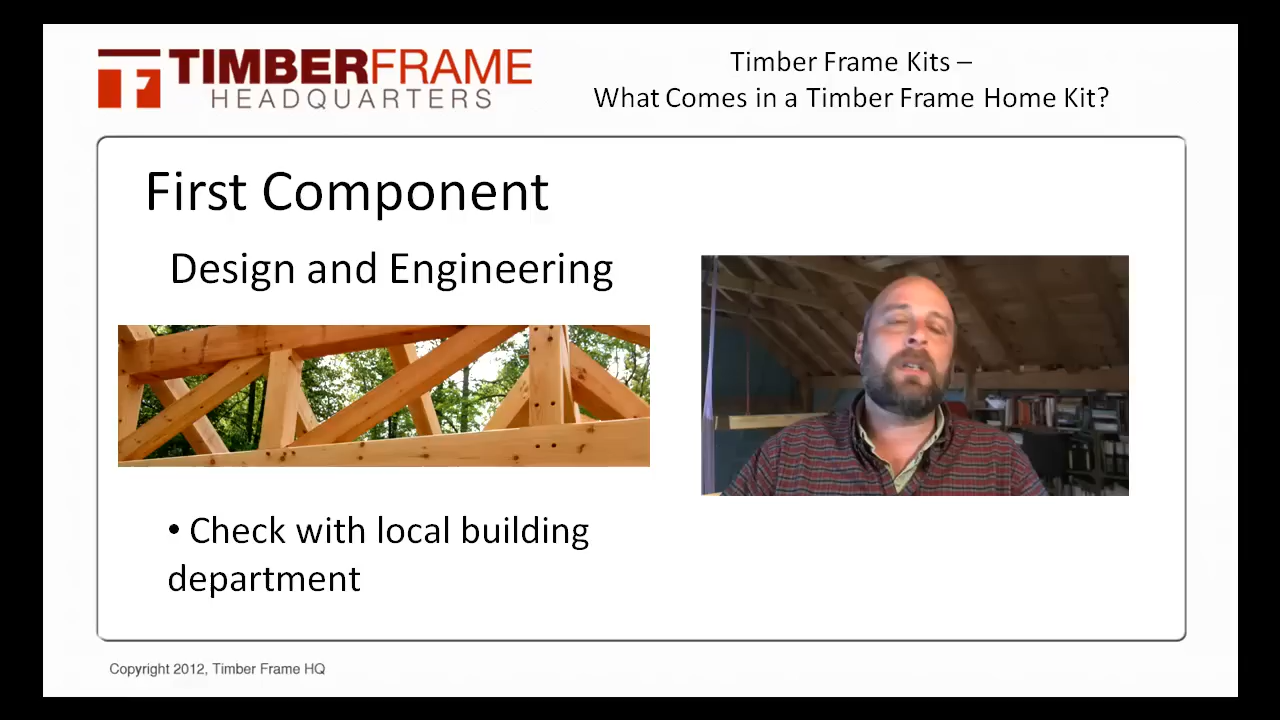 TIMBERFRAME
HEADQUARTERS
Timber Frame Kits –
What Comes in a Timber Frame Home Kit?
First Component
Design and Engineering
• Check with local building
department
Copyright 2012, Timber Frame HQ